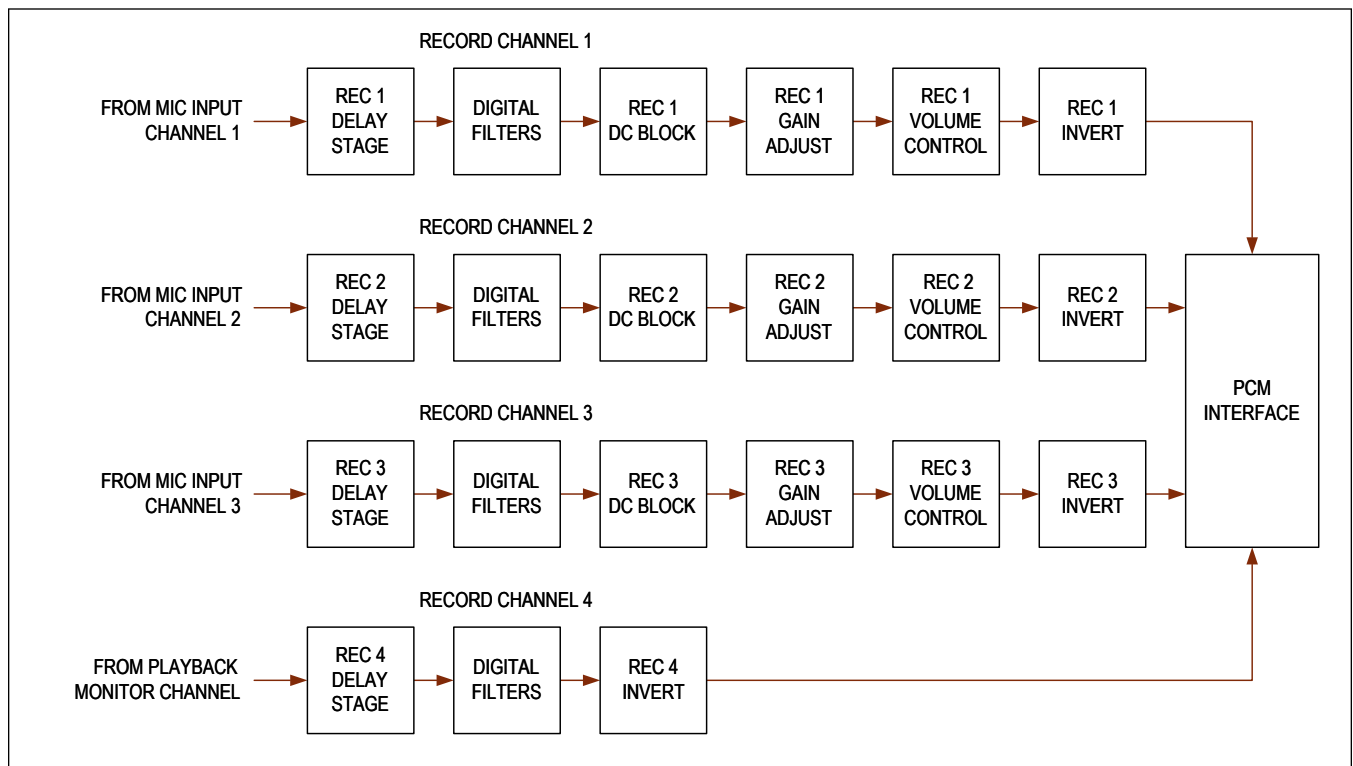 RECORD CHANNEL 1
FROM MIC INPUT
CHANNEL 1
REC 1
DELAY
STAGE
DIGITAL
FILTERS
REC 1
DC BLOCK
REC 1
GAIN
ADJUST
REC 1
VOLUME
CONTROL
REC 1
INVERT
RECORD CHANNEL 2
FROM MIC INPUT
CHANNEL 2
REC 2
DELAY
STAGE
DIGITAL
FILTERS
REC 2
DC BLOCK
REC 2
GAIN
ADJUST
REC 2
VOLUME
CONTROL
REC 2
INVERT
PCM
INTERFACE
RECORD CHANNEL 3
FROM MIC INPUT
CHANNEL 3
REC 3
DELAY
STAGE
DIGITAL
FILTERS
REC 3
DC BLOCK
REC 3
GAIN
ADJUST
REC 3
VOLUME
CONTROL
REC 3
INVERT
RECORD CHANNEL 4
FROM PLAYBACK
MONITOR CHANNEL
REC 4
DELAY
STAGE
DIGITAL
FILTERS
REC 4
INVERT